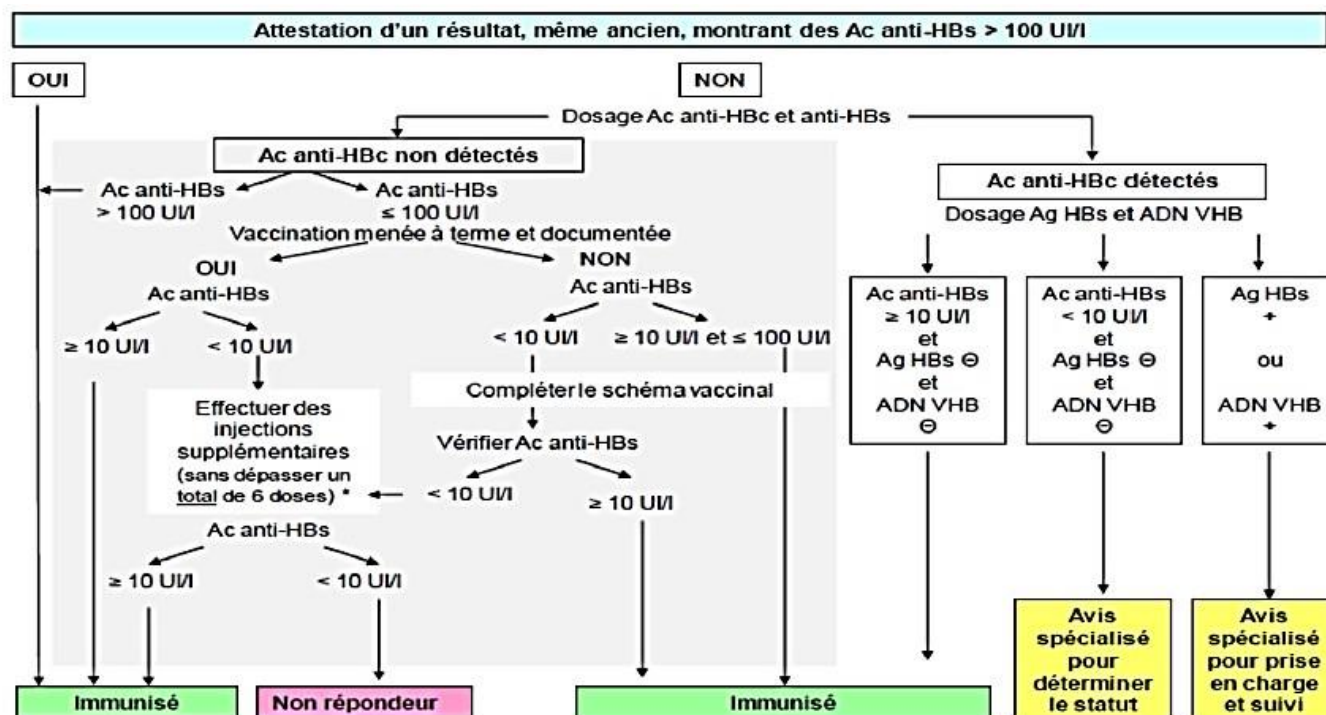 Attestation d'un résultat, même ancien, montrant des Ac anti-HBs > 100 UI/l
OUI
NON
Dosage Ac anti-HBc et anti-HBs
Ac anti-HBc non détectés
Ac anti-HBs
> 100 UI/l
Ac anti-HBs
≤ 100 UI/l
Vaccination menée à terme et documentée
OUI
Ac anti-HBs
≥ 10 UI/l
< 10 UI/l
Effectuer des
injections
supplémentaires
(sans dépasser un
total de 6 doses) *
Ac anti-HBs
≥ 10 UI/l
< 10 UI/l
NON
Ac anti-HBs
< 10 UI/l
≥ 10 UI/l et ≤ 100 UI/l
Compléter le schéma vaccinal
Vérifier Ac anti-HBs
< 10 UI/l
≥ 10 UI/l
Ac anti-HBc détectés
Dosage Ag HBs et ADN VHB
Ac anti-HBs
≥ 10 UI/l
et
Ag HBs ⊖
et
ADN VHB
⊖
Ac anti-HBs
< 10 UI/l
et
Ag HBs ⊖
et
ADN VHB
⊖
Ag HBs
+
ou
ADN VHB
+
Immunisé
Non répondeur
Immunisé
Avis
spécialisé
pour
déterminer
le statut
Avis
spécialisé
pour prise
en charge
et suivi